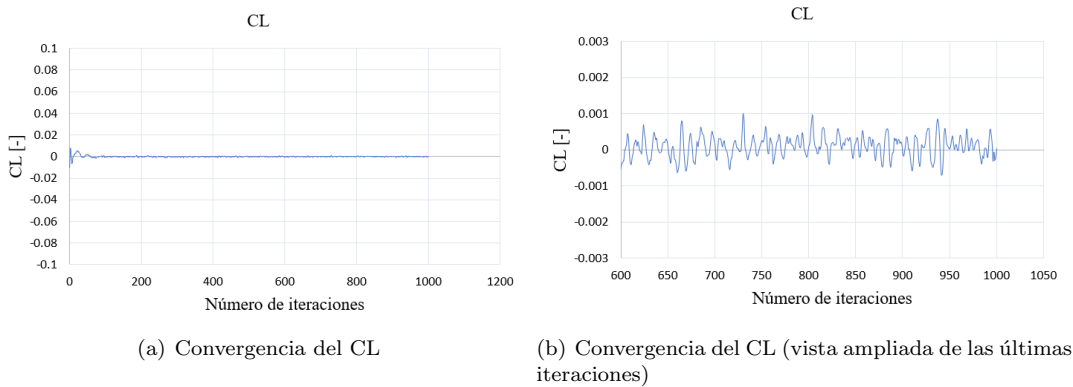 CL
0.1
0.08
0.06
0.04
0.02
0
-0.02
-0.04
-0.06
-0.08
-0.1
CL [-]
0 200 400 600 800 1000 1200
Número de iteraciones
(a) Convergencia del CL
CL
0.003
0.002
0.001
0
-0.001
-0.002
-0.003
CL [-]
600 650 700 750 800 850 900 950 1000 1050
Número de iteraciones
(b) Convergencia del CL (vista ampliada de las últimas
iteraciones)